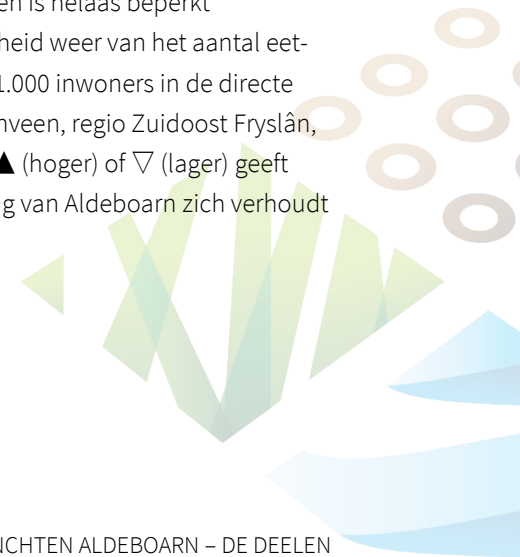 en is helaas beperkt
heid weer van het aantal eet-
1.000 inwoners in de directe
nveen, regio Zuidoost Fryslân,
▲ (hoger) of ▽ (lager) geeft
g van Aldeboarn zich verhoudt
NCHTEN ALDEBOARN – DE DEELEN